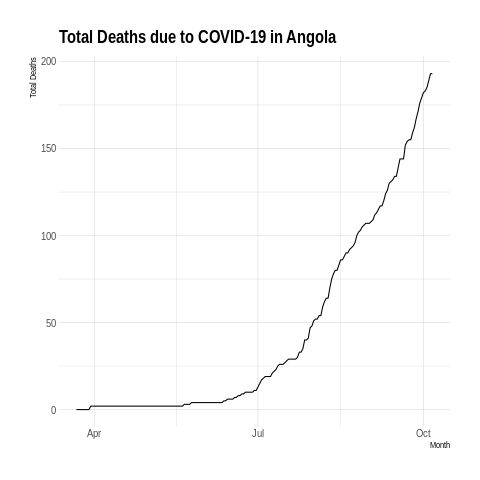 Total Deaths due to COVID-19 in Angola
Total Deaths
200
150
100
50
0
Apr
Jul
Oct
Month